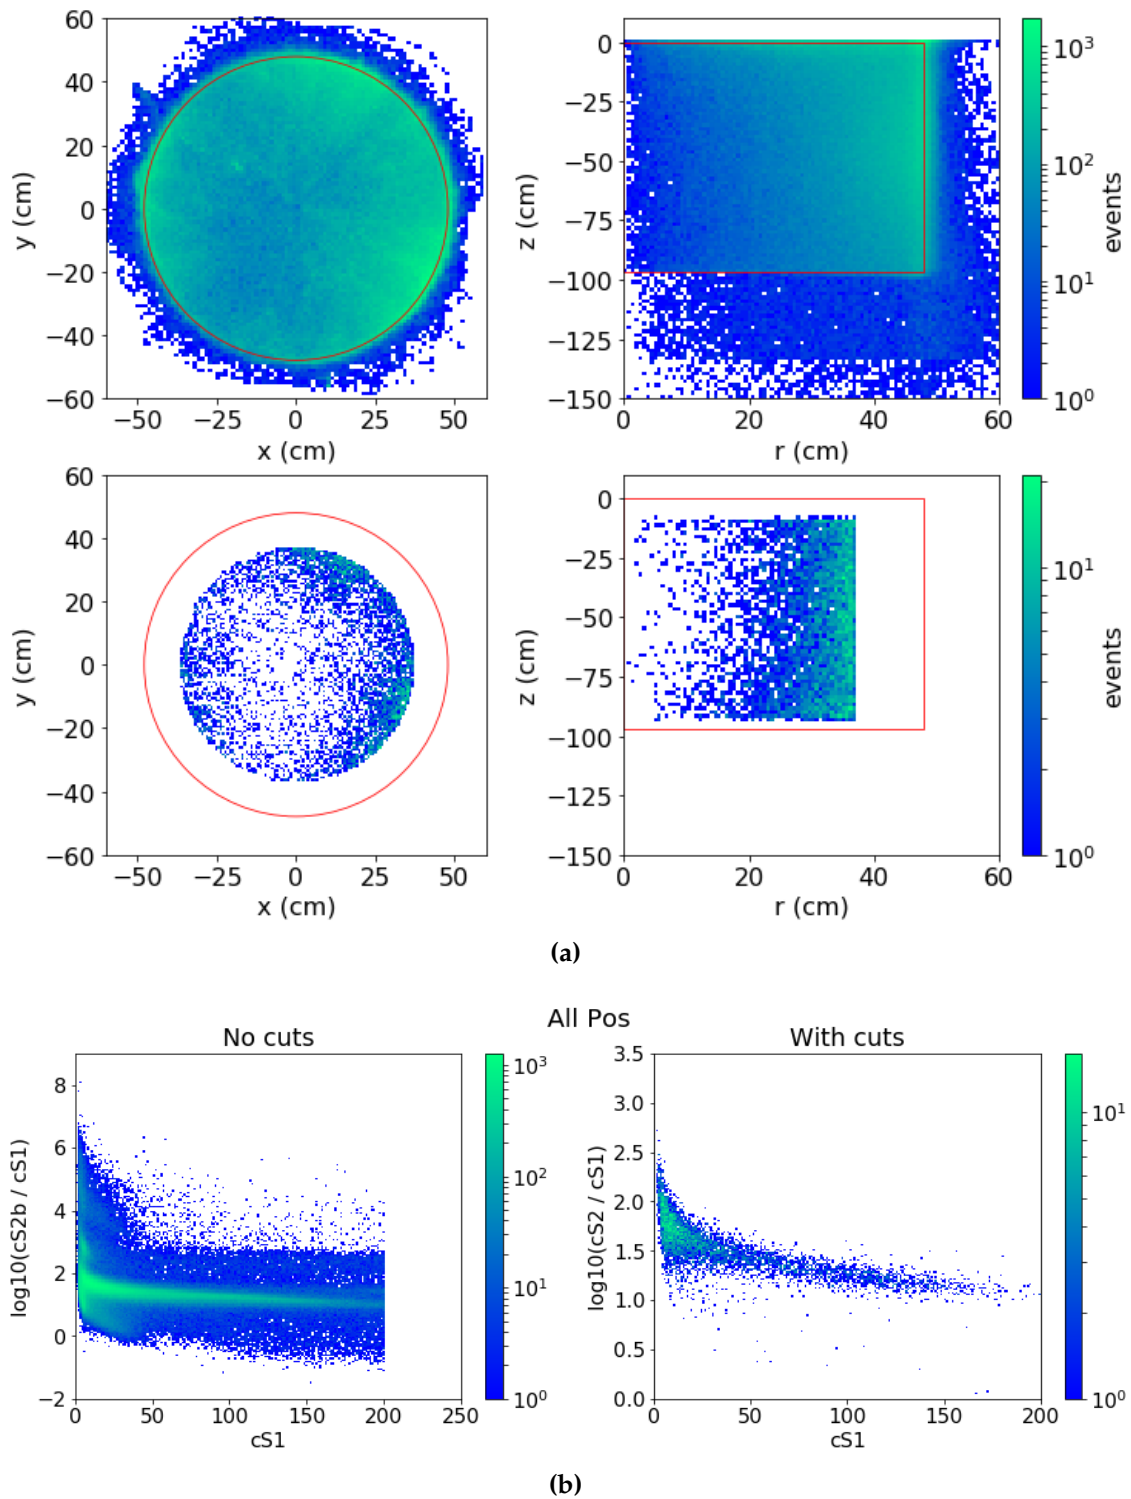 60
40
20
0
−20
−40
−60
y (cm)
−50 −25 0 25 50
x (cm)
0
−25
−50
−75
−100
−125
−150
z (cm)
0 20 40 60
r (cm)
10³
10²
10¹
10⁰
events
60
40
20
0
−20
−40
−60
y (cm)
−50 −25 0 25 50
x (cm)
0
−25
−50
−75
−100
−125
−150
z (cm)
0 20 40 60
r (cm)
10¹
10⁰
events
(a)
All Pos
No cuts
8
6
4
2
0
−2
log10(cS2b / cS1)
0 50 100 150 200 250
cS1
10³
10²
10¹
10⁰
With cuts
3.5
3.0
2.5
2.0
1.5
1.0
0.5
0.0
log10(cS2 / cS1)
0 50 100 150 200
cS1
10¹
10⁰
(b)